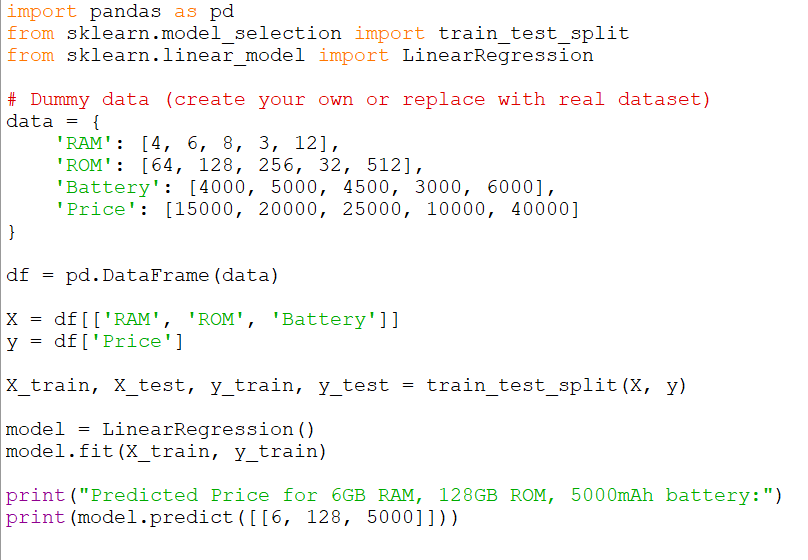 import pandas as pd
from sklearn.model_selection import train_test_split
from sklearn.linear_model import LinearRegression

# Dummy data (create your own or replace with real dataset)
data = {
    'RAM': [4, 6, 8, 3, 12],
    'ROM': [64, 128, 256, 32, 512],
    'Battery': [4000, 5000, 4500, 3000, 6000],
    'Price': [15000, 20000, 25000, 10000, 40000]
}

df = pd.DataFrame(data)

X = df[['RAM', 'ROM', 'Battery']]
y = df['Price']

X_train, X_test, y_train, y_test = train_test_split(X, y)

model = LinearRegression()
model.fit(X_train, y_train)

print("Predicted Price for 6GB RAM, 128GB ROM, 5000mAh battery:")
print(model.predict([[6, 128, 5000]]))